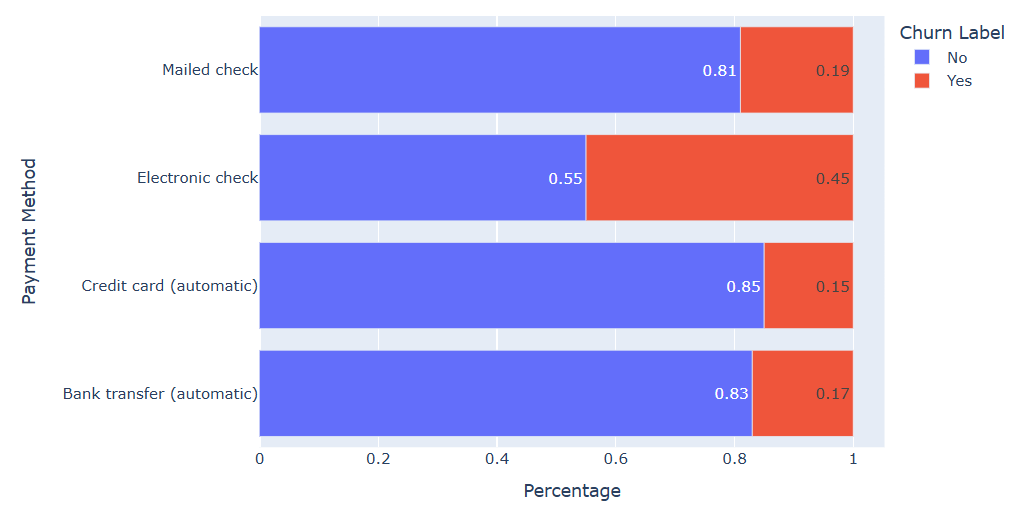 Churn Label
No
Yes
Payment Method
Mailed check
0.81
0.19
Electronic check
0.55
0.45
Credit card (automatic)
0.85
0.15
Bank transfer (automatic)
0.83
0.17
0
0.2
0.4
0.6
0.8
1
Percentage